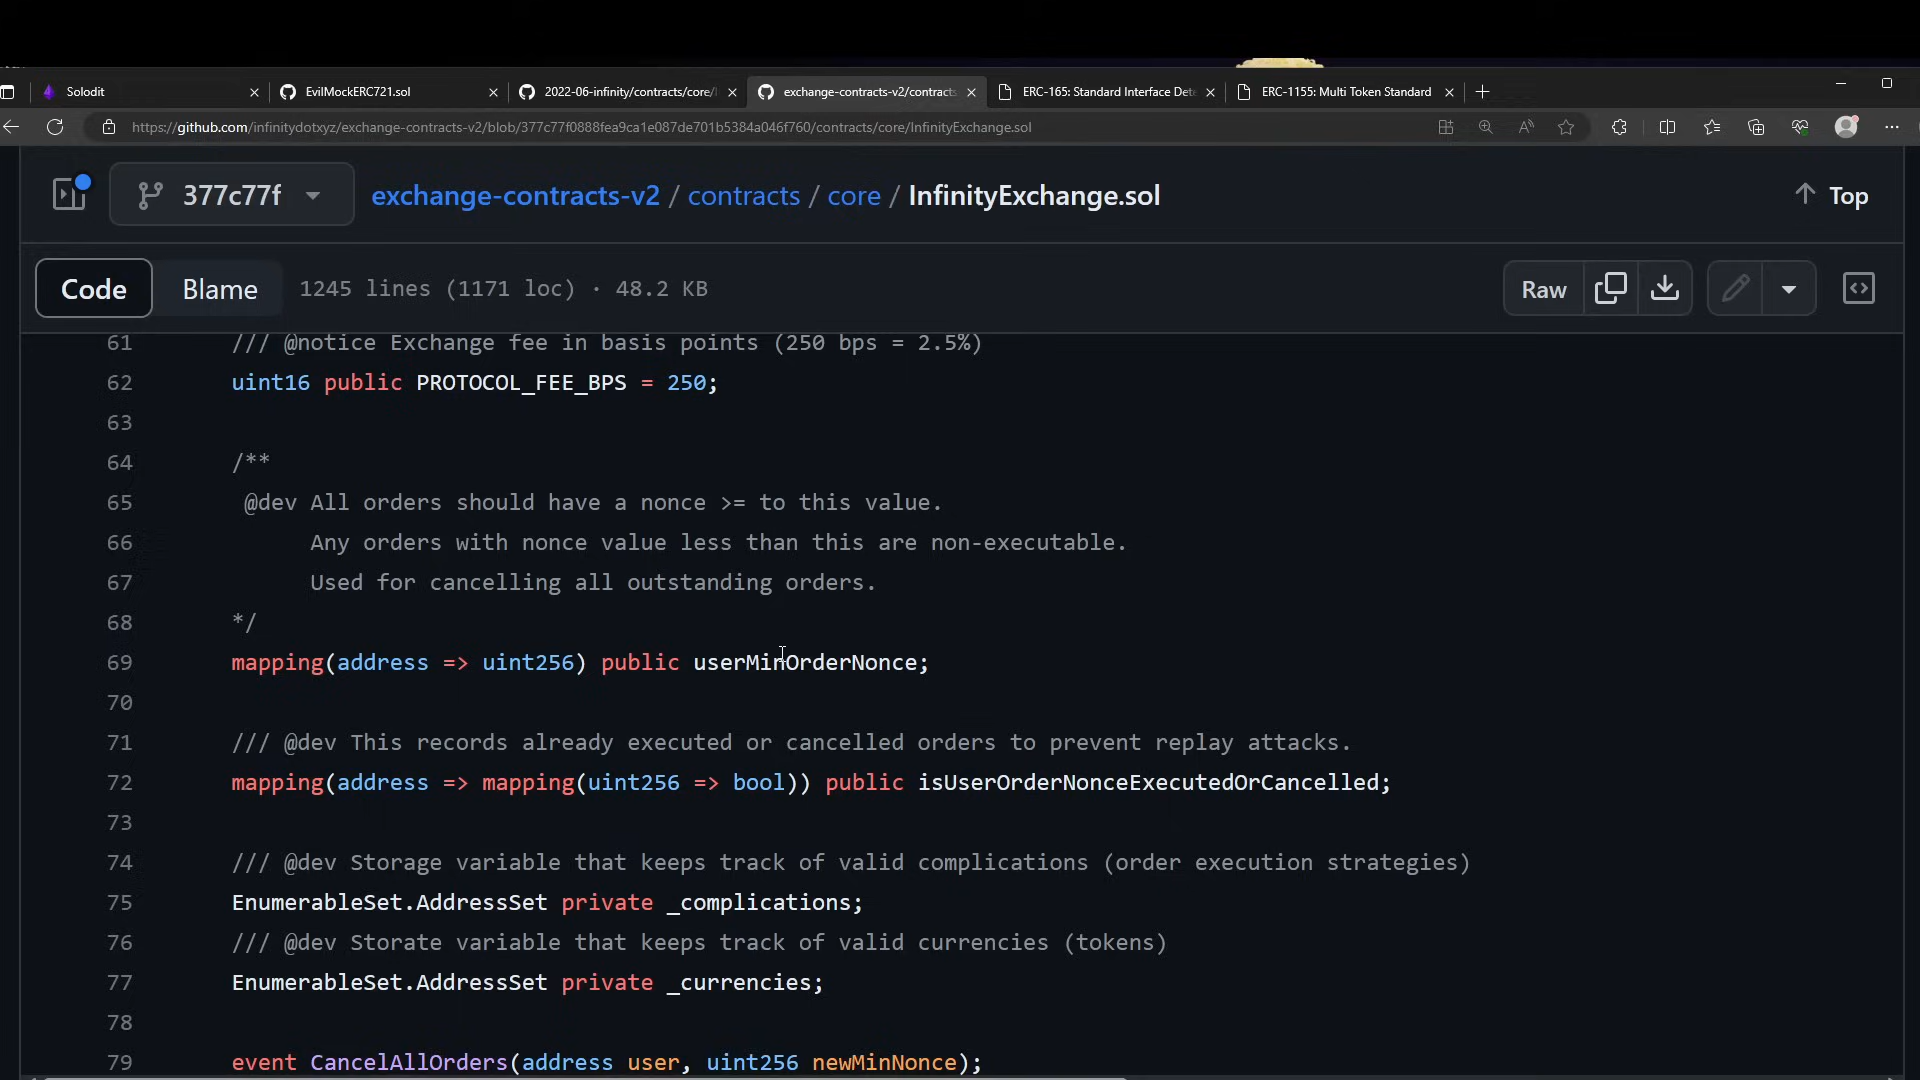 Solodit
EvilMockERC721.sol
2022-06-infinity/contracts/core/I
exchange-contracts-v2/contracts
ERC-165: Standard Interface Dete
ERC-1155: Multi Token Standard
https://github.com/infinitydotxyz/exchange-contracts-v2/blob/377c77f0888fea9ca1e087de701b5384a046f760/contracts/core/InfinityExchange.sol
377c77f
exchange-contracts-v2 / contracts / core / InfinityExchange.sol
Top
Code
Blame
1245 lines (1171 loc) · 48.2 KB
Raw
61 /// @notice Exchange fee in basis points (250 bps = 2.5%)
62 uint16 public PROTOCOL_FEE_BPS = 250;
63
64 /**
65 @dev All orders should have a nonce >= to this value.
66 Any orders with nonce value less than this are non-executable.
67 Used for cancelling all outstanding orders.
68 */
69 mapping(address => uint256) public userMinOrderNonce;
70
71 /// @dev This records already executed or cancelled orders to prevent replay attacks.
72 mapping(address => mapping(uint256 => bool)) public isUserOrderNonceExecutedOrCancelled;
73
74 /// @dev Storage variable that keeps track of valid complications (order execution strategies)
75 EnumerableSet.AddressSet private _complications;
76 /// @dev Storate variable that keeps track of valid currencies (tokens)
77 EnumerableSet.AddressSet private _currencies;
78
79 event CancelAllOrders(address user, uint256 newMinNonce);